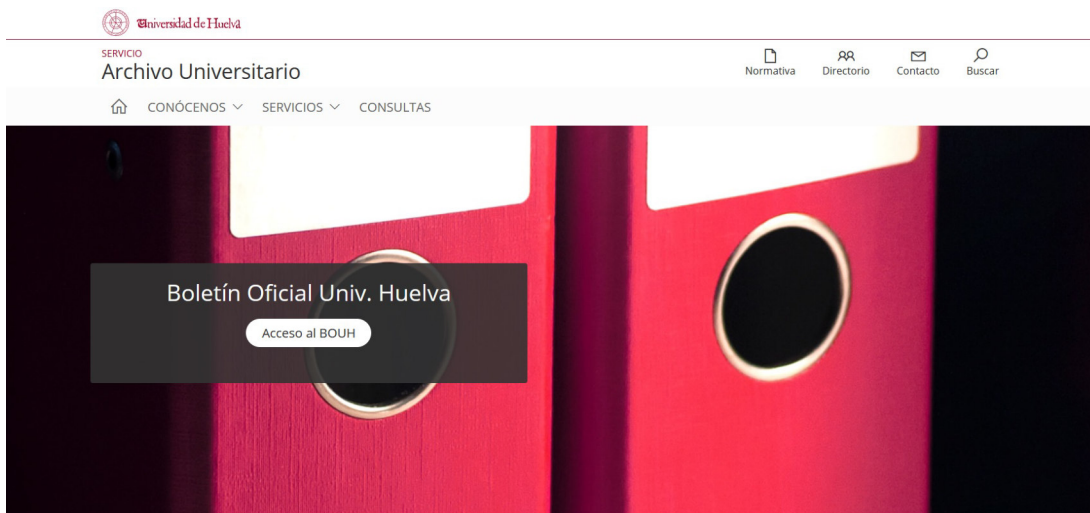 Universidad de Huelva
SERVICIO
Archivo Universitario
Normativa
Directorio
Contacto
Buscar
CONÓCENOS
SERVICIOS
CONSULTAS
Boletín Oficial Univ. Huelva
Acceso al BOUH